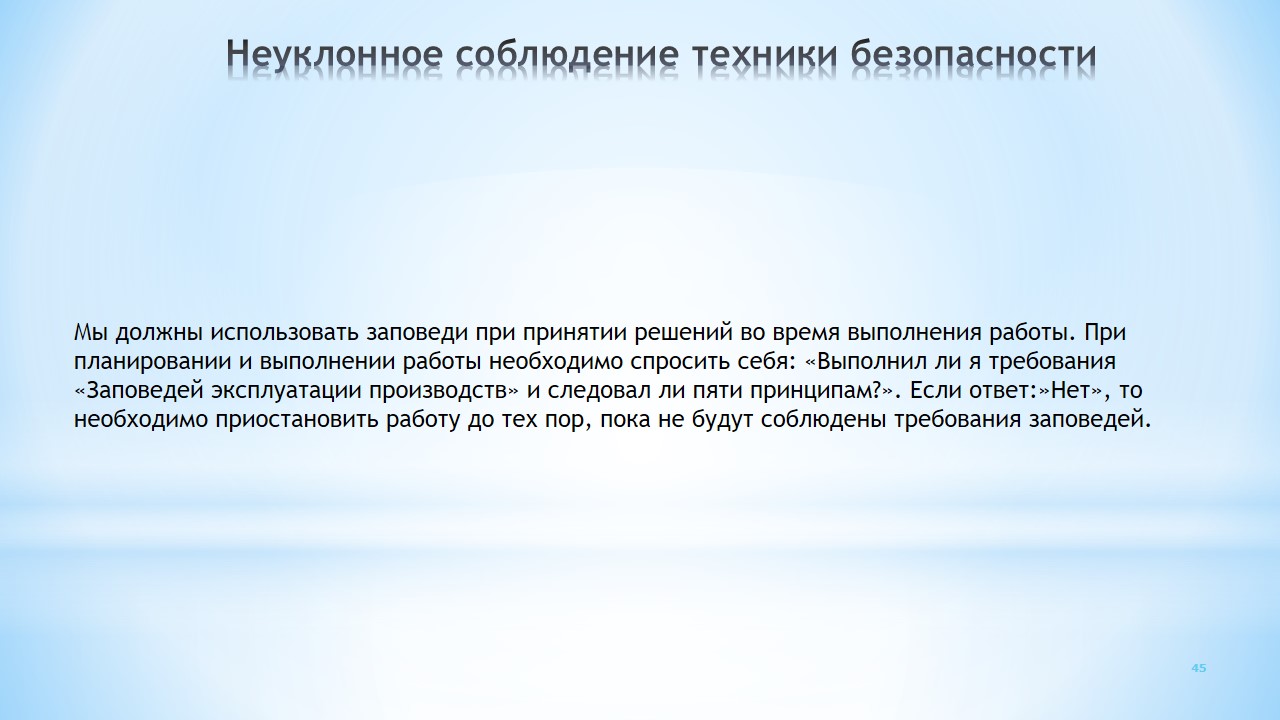 Неуклонное соблюдение техники безопасности
Мы должны использовать заповеди при принятии решений во время выполнения работы. При
планировании и выполнении работы необходимо спросить себя: «Выполнил ли я требования
«Заповедей эксплуатации производств» и следовал ли пяти принципам?». Если ответ:»Нет», то
необходимо приостановить работу до тех пор, пока не будут соблюдены требования заповедей.
45